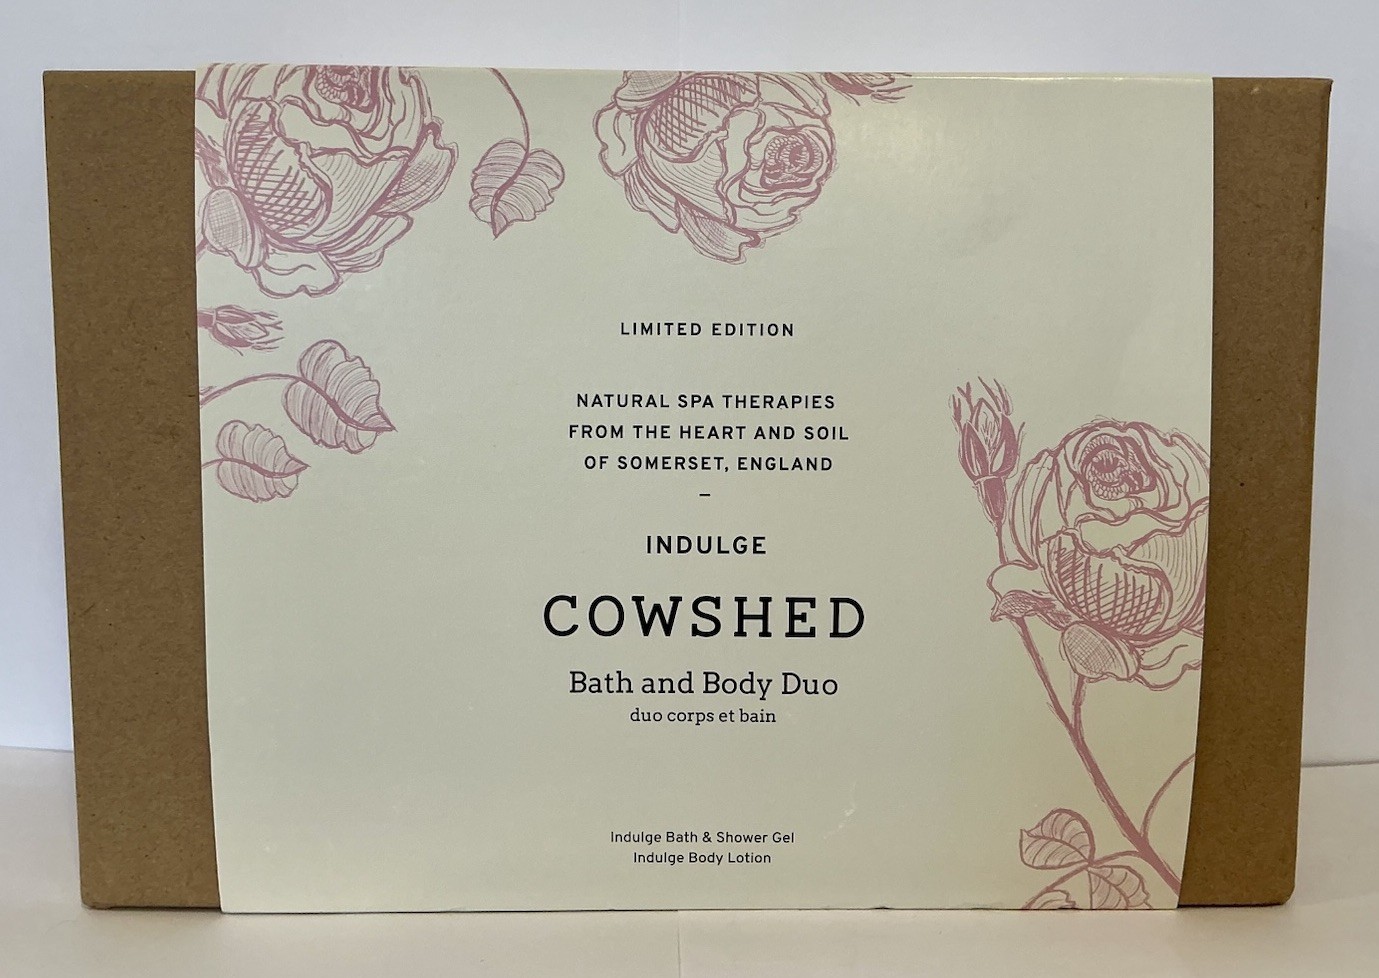 LIMITED EDITION
NATURAL SPA THERAPIES
FROM THE HEART AND SOIL
OF SOMERSET, ENGLAND
–
INDULGE
COWSHED
Bath and Body Duo
duo corps et bain
Indulge Bath & Shower Gel
Indulge Body Lotion